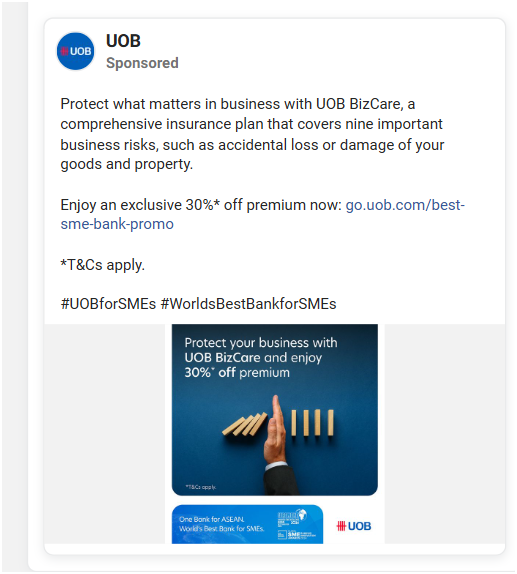 UOB
UOB
Sponsored
Protect what matters in business with UOB BizCare, a
comprehensive insurance plan that covers nine important
business risks, such as accidental loss or damage of your
goods and property.
Enjoy an exclusive 30%* off premium now: go.uob.com/best-
sme-bank-promo
*T&Cs apply.
#UOBforSMEs #WorldsBestBankforSMEs
Protect your business with
UOB BizCare and enjoy
30%* off premium
*T&Cs apply.
One Bank for ASEAN.
World's Best Bank for SMEs.
SME
UOB